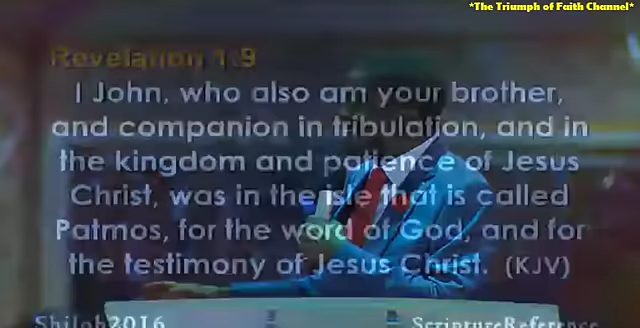 *The Triumph of Faith Channel*
Revelation 1:9
I John, who also am your brother,
and companion in tribulation, and in
the kingdom and patience of Jesus
Christ, was in the isle that is called
Patmos, for the word of God, and for
the testimony of Jesus Christ. (KJV)
Shiloh2016 ScriptureReference